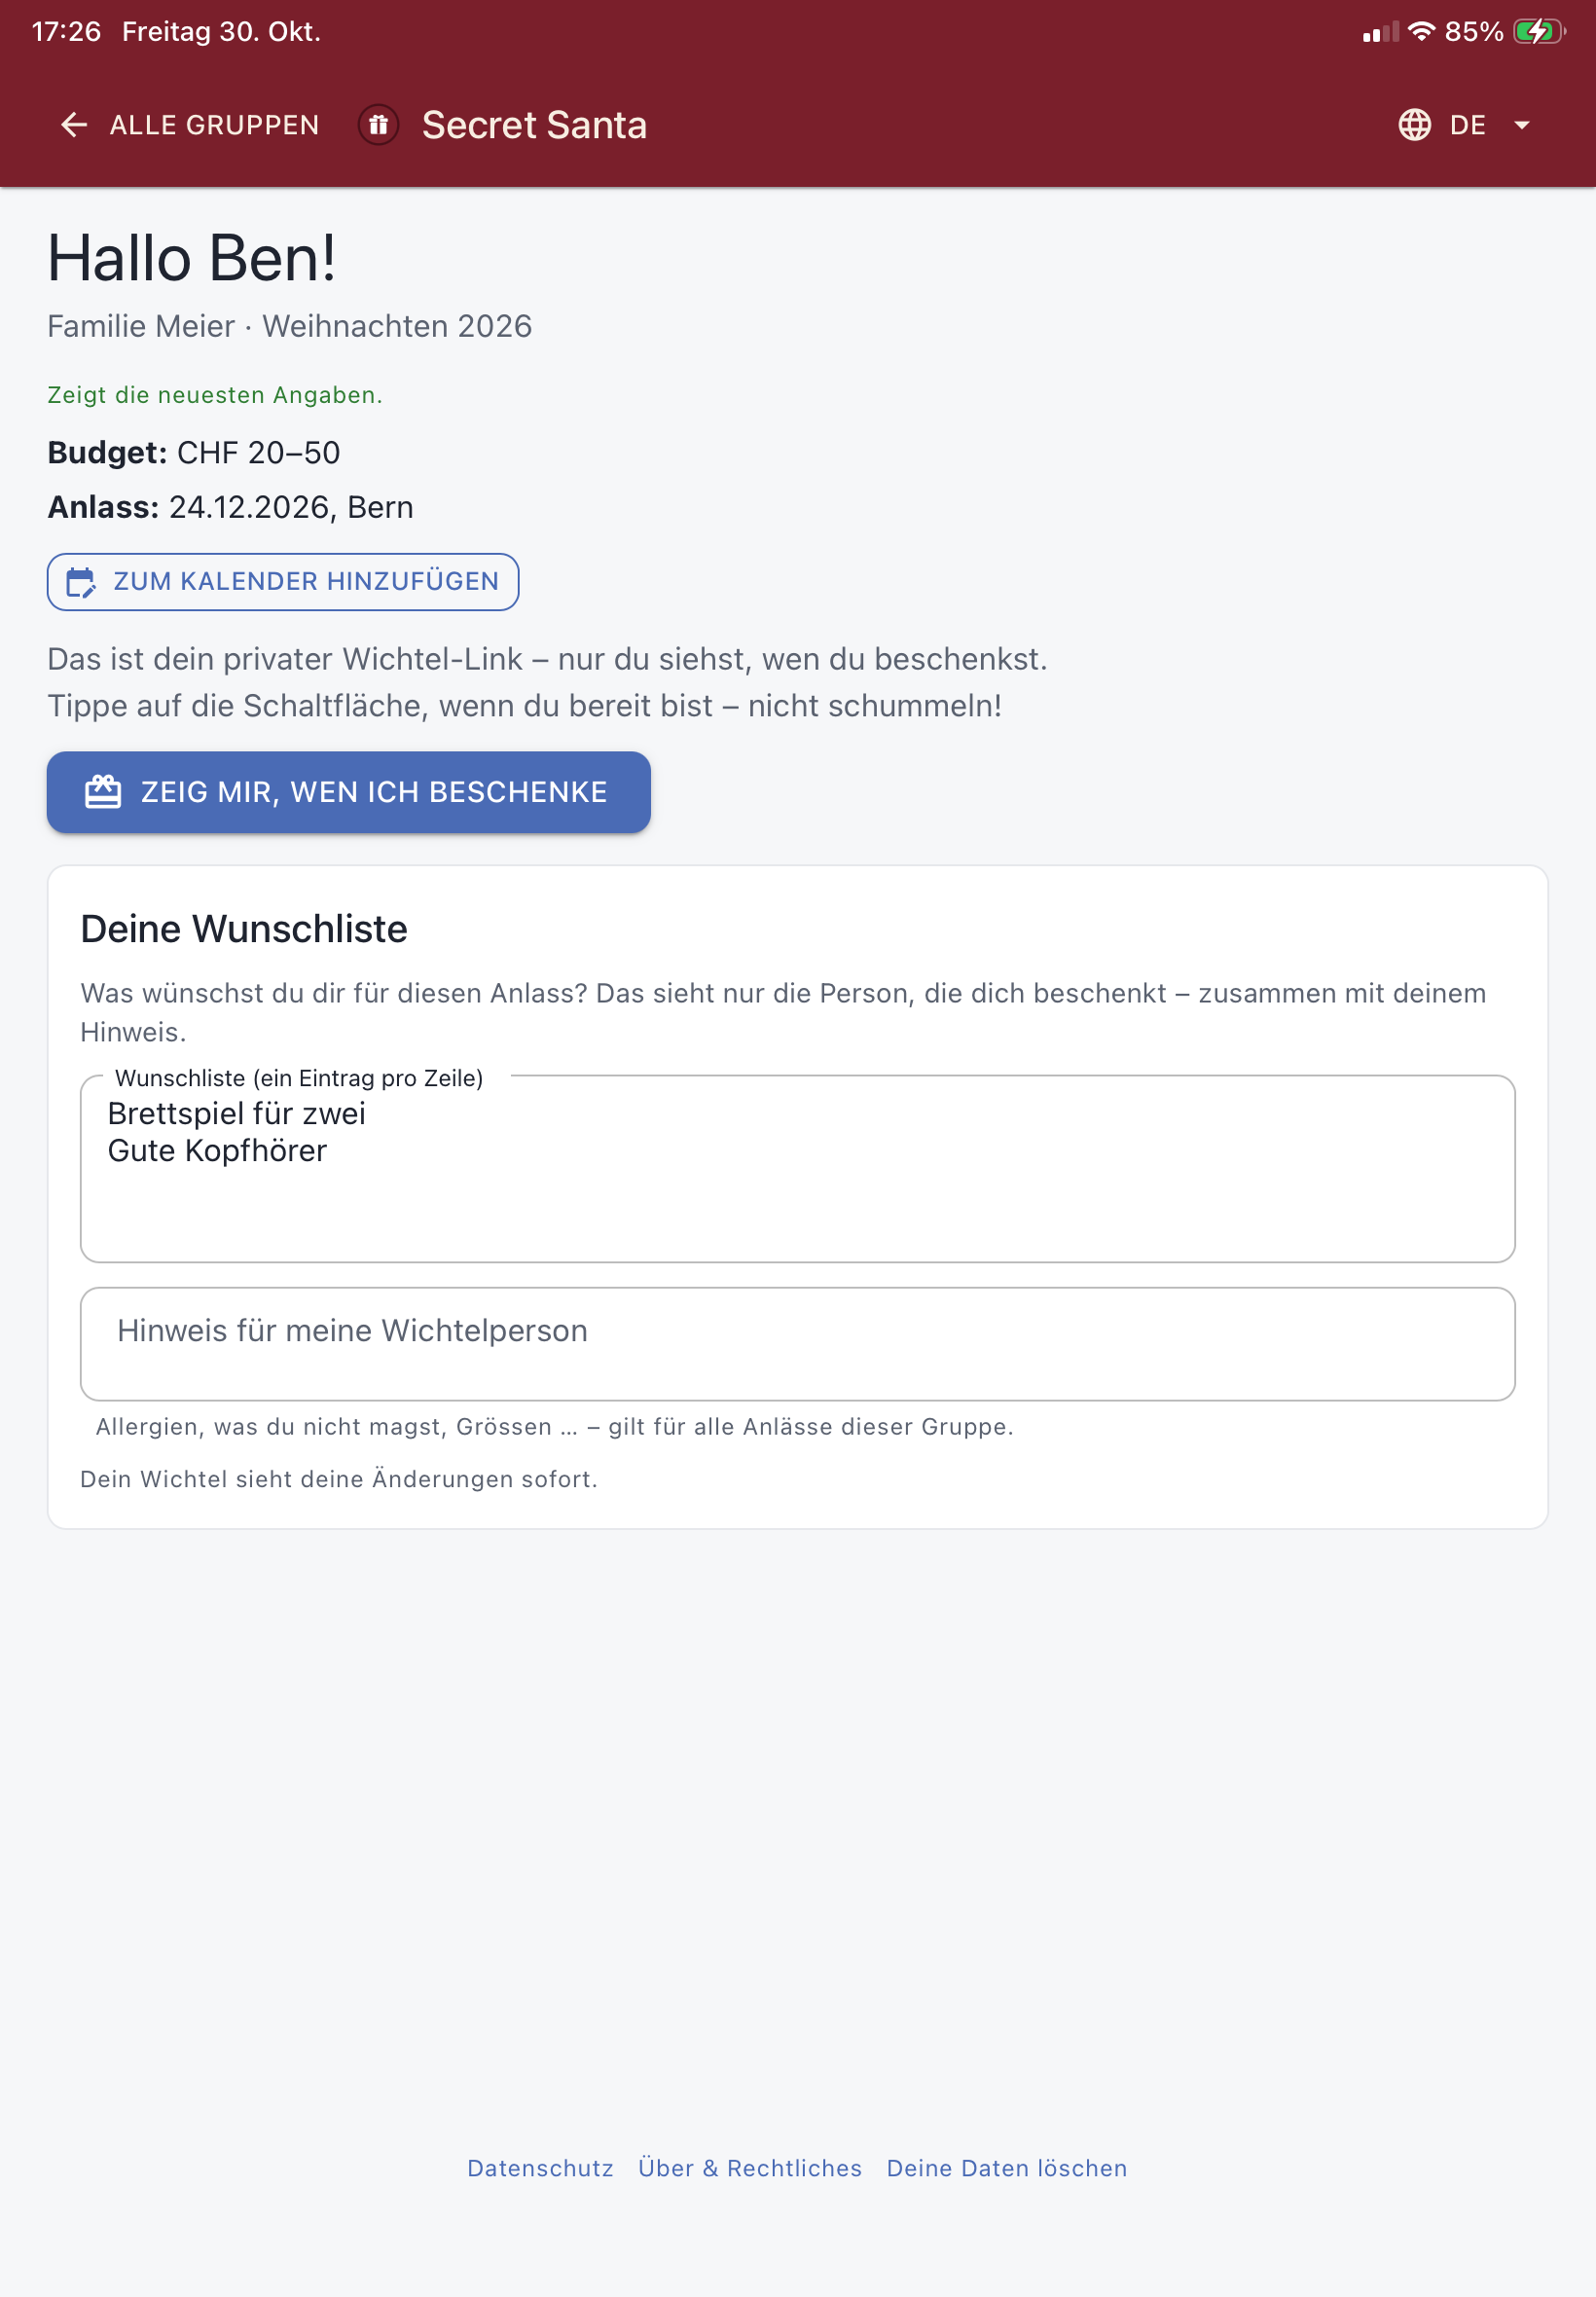 17:26 Freitag 30. Okt.
85%
ALLE GRUPPEN
Secret Santa
DE
Hallo Ben!
Familie Meier · Weihnachten 2026
Zeigt die neuesten Angaben.
Budget: CHF 20–50
Anlass: 24.12.2026, Bern
ZUM KALENDER HINZUFÜGEN
Das ist dein privater Wichtel-Link – nur du siehst, wen du beschenkst.
Tippe auf die Schaltfläche, wenn du bereit bist – nicht schummeln!
ZEIG MIR, WEN ICH BESCHENKE
Deine Wunschliste
Was wünschst du dir für diesen Anlass? Das sieht nur die Person, die dich beschenkt – zusammen mit deinem
Hinweis.
Wunschliste (ein Eintrag pro Zeile)
Brettspiel für zwei
Gute Kopfhörer
Hinweis für meine Wichtelperson
Allergien, was du nicht magst, Grössen … – gilt für alle Anlässe dieser Gruppe.
Dein Wichtel sieht deine Änderungen sofort.
Datenschutz Über & Rechtliches Deine Daten löschen